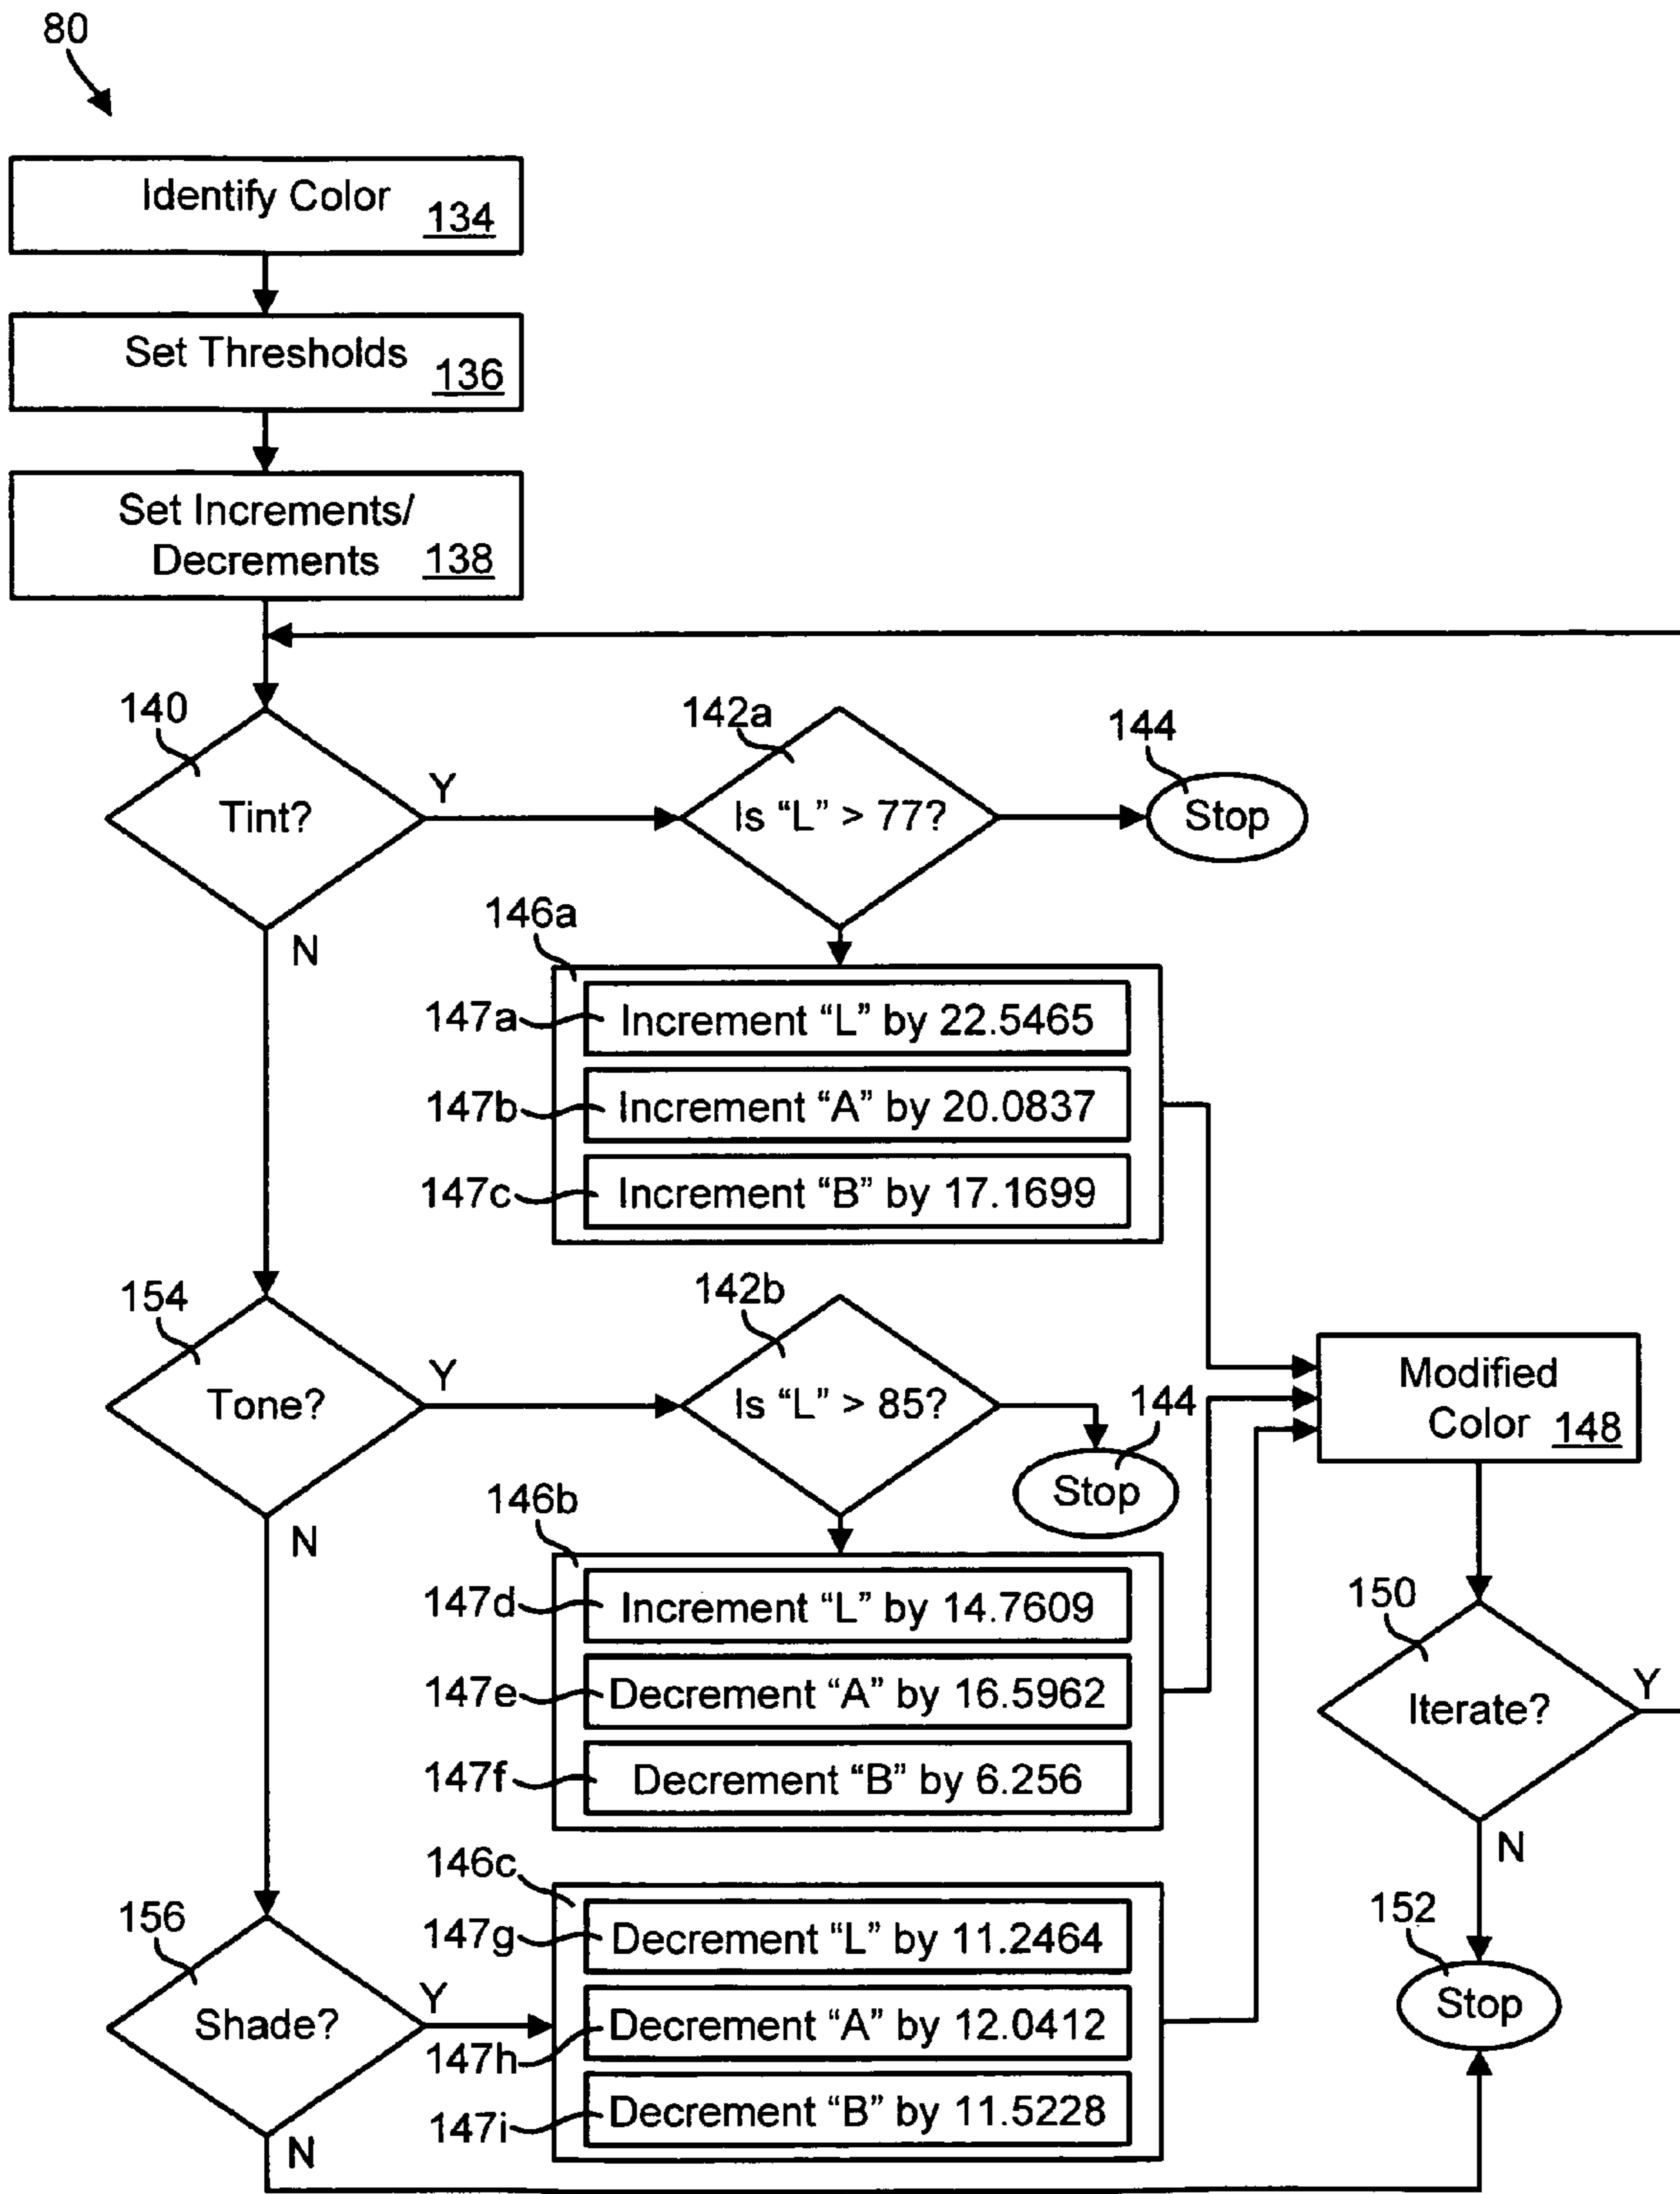 80
Identify Color 134
Set Thresholds 136
Set Increments/
Decrements 138
140
Tint?
Y
N
142a
Is “L” > 77?
144
Stop
146a
147a Increment “L” by 22.5465
147b Increment “A” by 20.0837
147c Increment “B” by 17.1699
154
Tone?
Y
N
142b
Is “L” > 85?
144
Stop
146b
147d Increment “L” by 14.7609
147e Decrement “A” by 16.5962
147f Decrement “B” by 6.256
Modified
Color 148
150
Iterate?
Y
N
152
Stop
156
Shade?
Y
N
146c
147g Decrement “L” by 11.2464
147h Decrement “A” by 12.0412
147i Decrement “B” by 11.5228